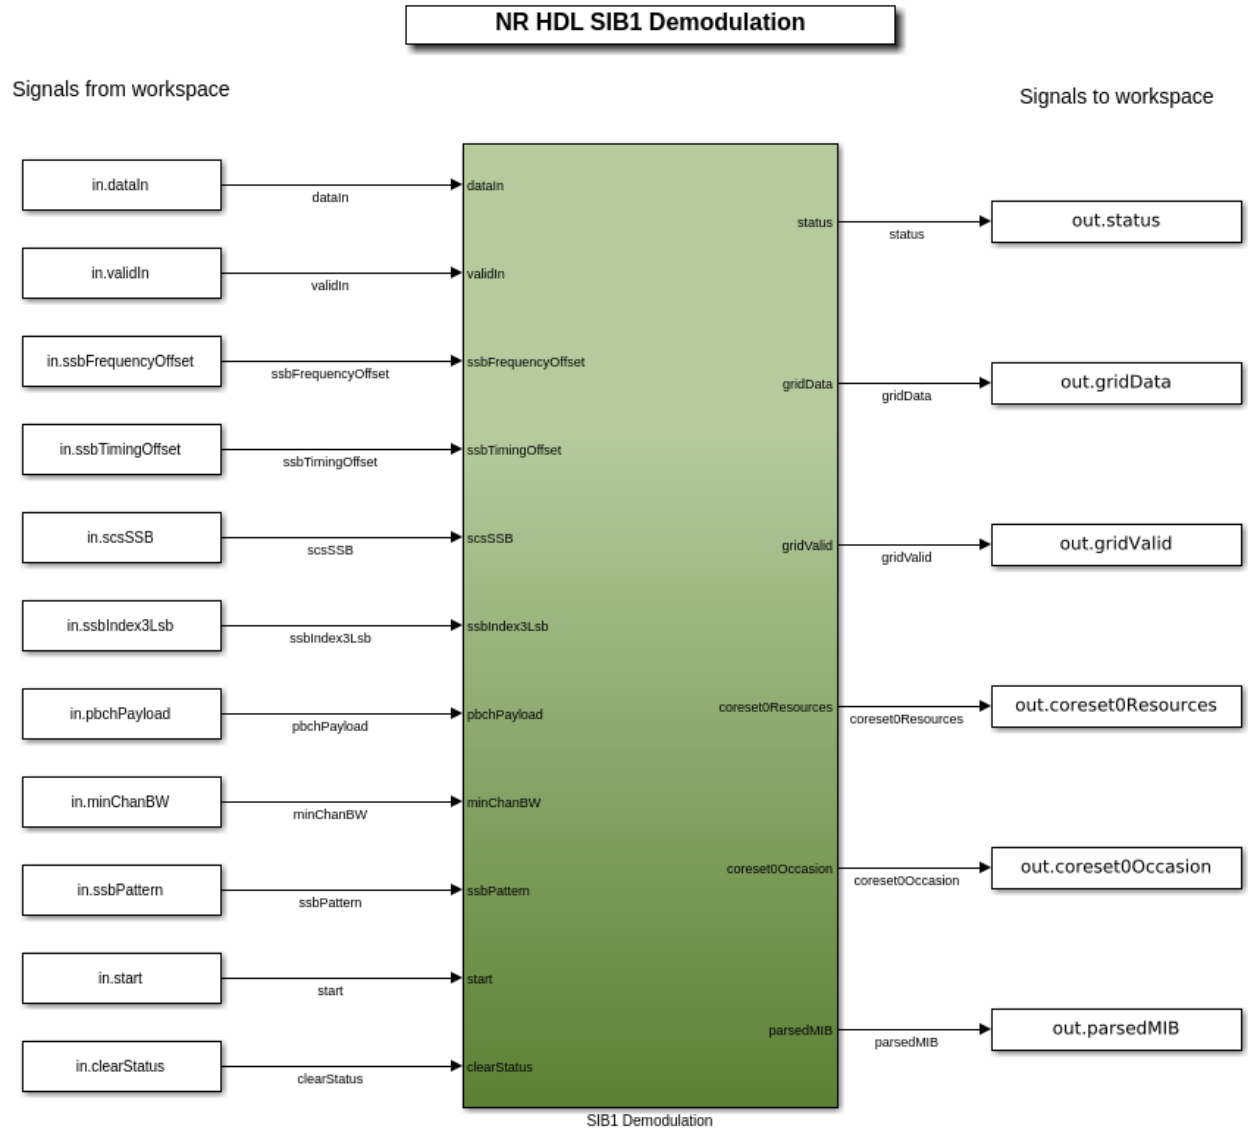 NR HDL SIB1 Demodulation
Signals from workspace
Signals to workspace
in.dataIn
dataIn
dataIn
in.validIn
validIn
validIn
in.ssbFrequencyOffset
ssbFrequencyOffset
ssbFrequencyOffset
in.ssbTimingOffset
ssbTimingOffset
ssbTimingOffset
in.scsSSB
scsSSB
scsSSB
in.ssbIndex3Lsb
ssbIndex3Lsb
ssbIndex3Lsb
in.pbchPayload
pbchPayload
pbchPayload
in.minChanBW
minChanBW
minChanBW
in.ssbPattern
ssbPattern
ssbPattern
in.start
start
start
in.clearStatus
clearStatus
clearStatus
status
status
out.status
gridData
gridData
out.gridData
gridValid
gridValid
out.gridValid
coreset0Resources
coreset0Resources
out.coreset0Resources
coreset0Occasion
coreset0Occasion
out.coreset0Occasion
parsedMIB
parsedMIB
out.parsedMIB
SIB1 Demodulation